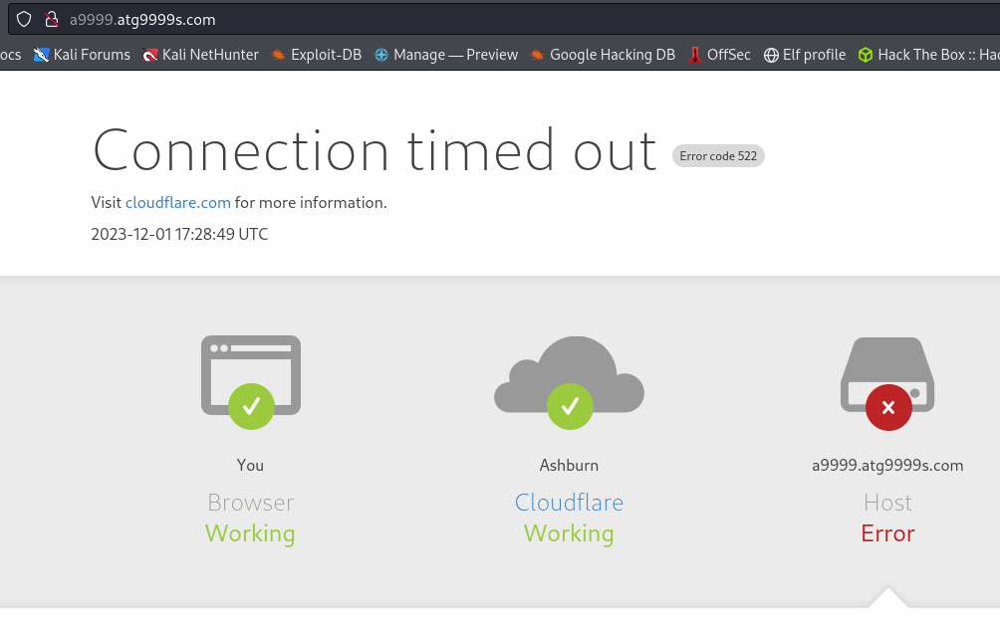 a9999.atg9999s.com
ocs Kali Forums Kali NetHunter Exploit-DB Manage — Preview Google Hacking DB OffSec Elf profile Hack The Box :: Hac
Connection timed out Error code 522
Visit cloudflare.com for more information.
2023-12-01 17:28:49 UTC
You Ashburn a9999.atg9999s.com
Browser Cloudflare Host
Working Working Error